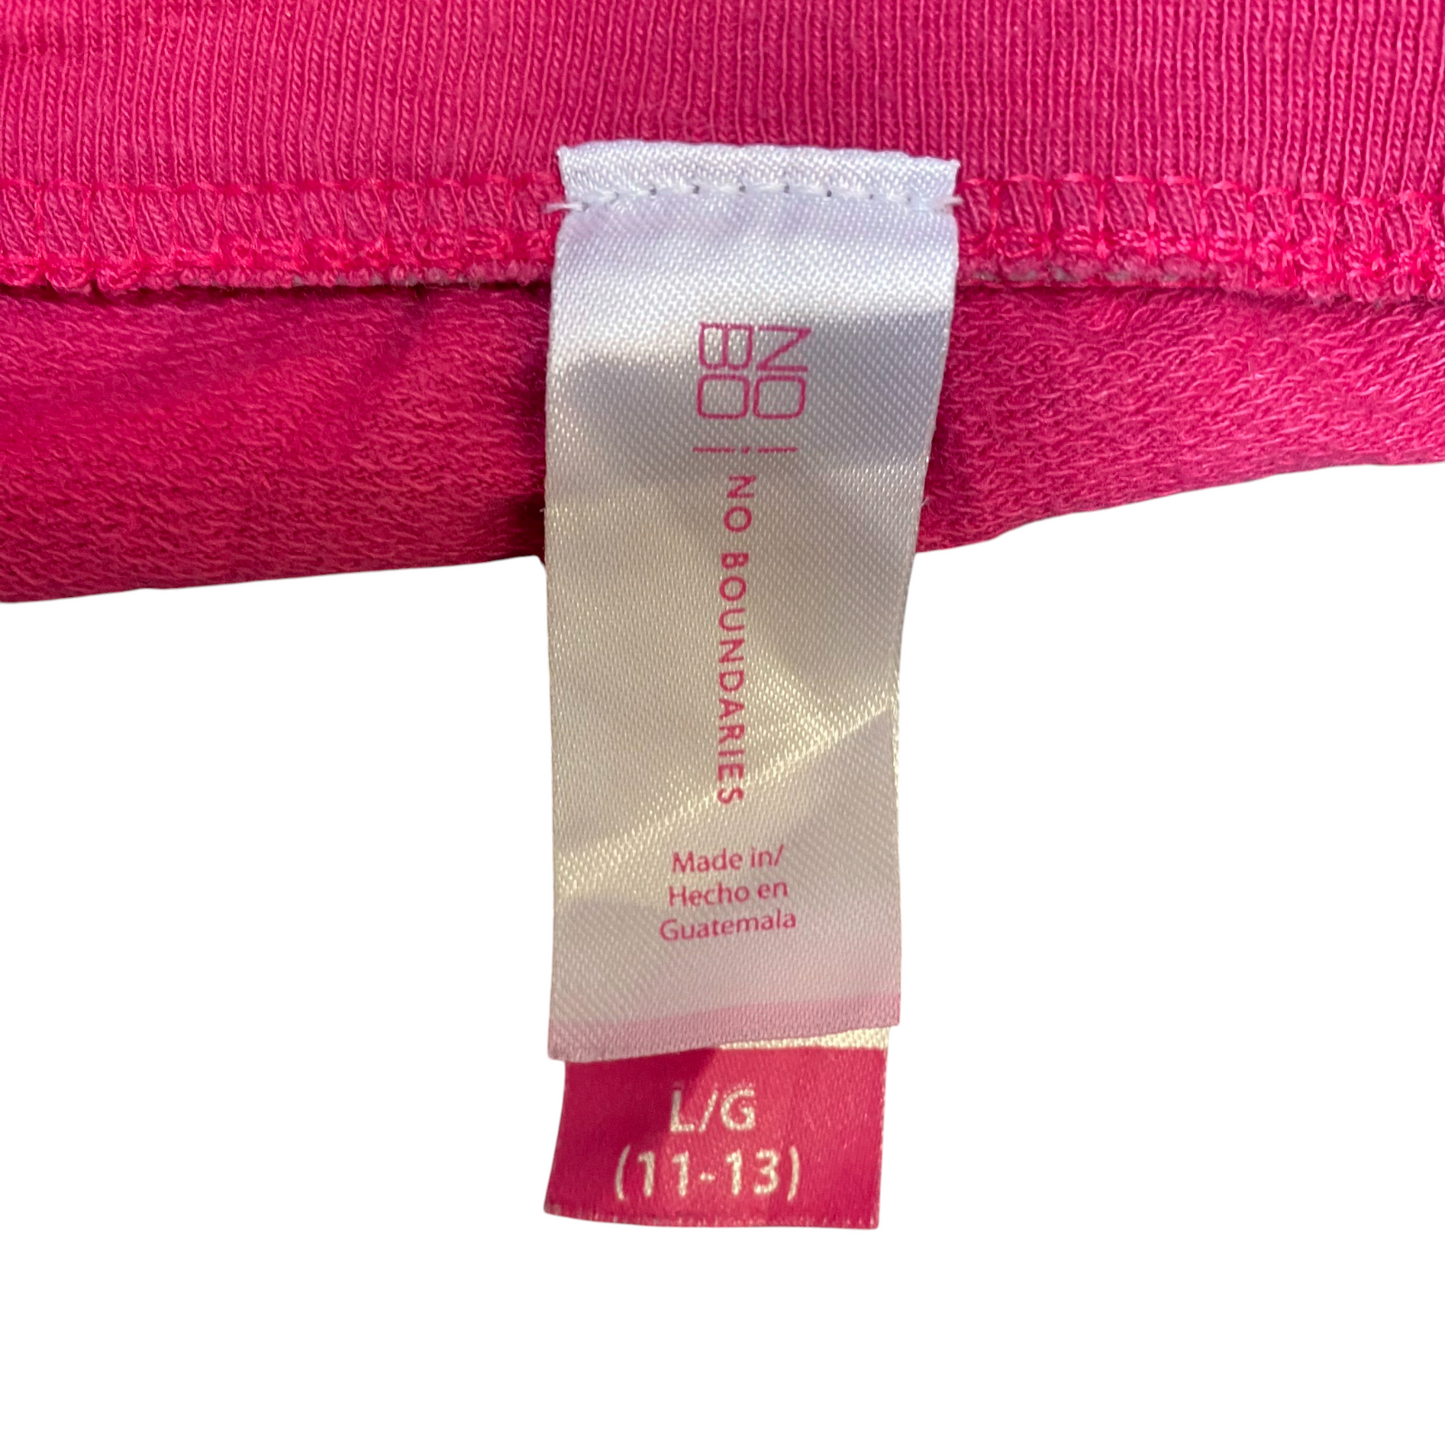 NO
BO
NO BOUNDARIES
Made in/
Hecho en
Guatemala
L/G
(11-13)